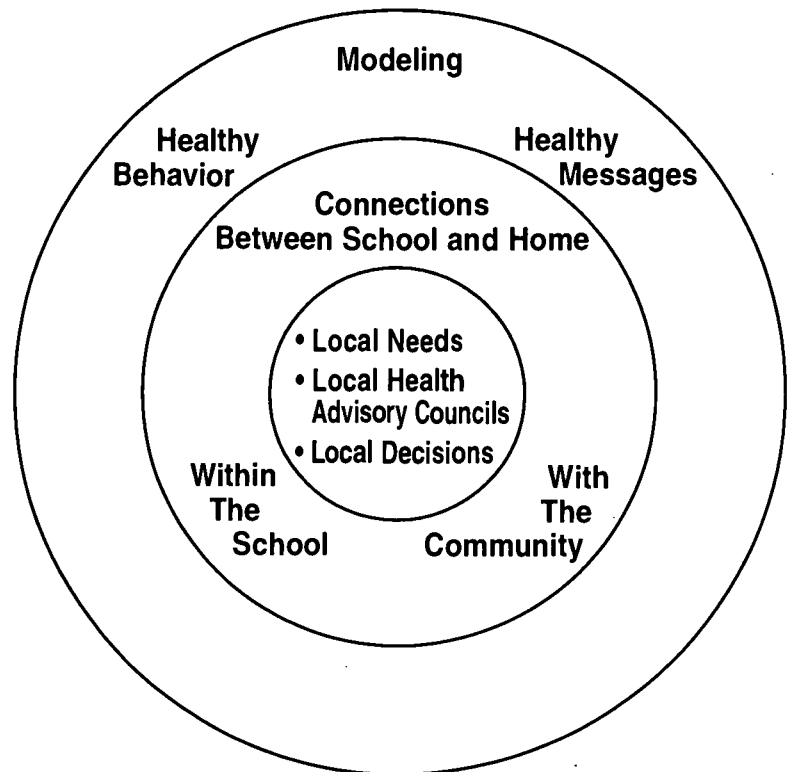 Modeling
Healthy
Behavior
Healthy
Messages
Connections
Between School and Home
• Local Needs
• Local Health
Advisory Councils
• Local Decisions
Within
The
School
With
The
Community